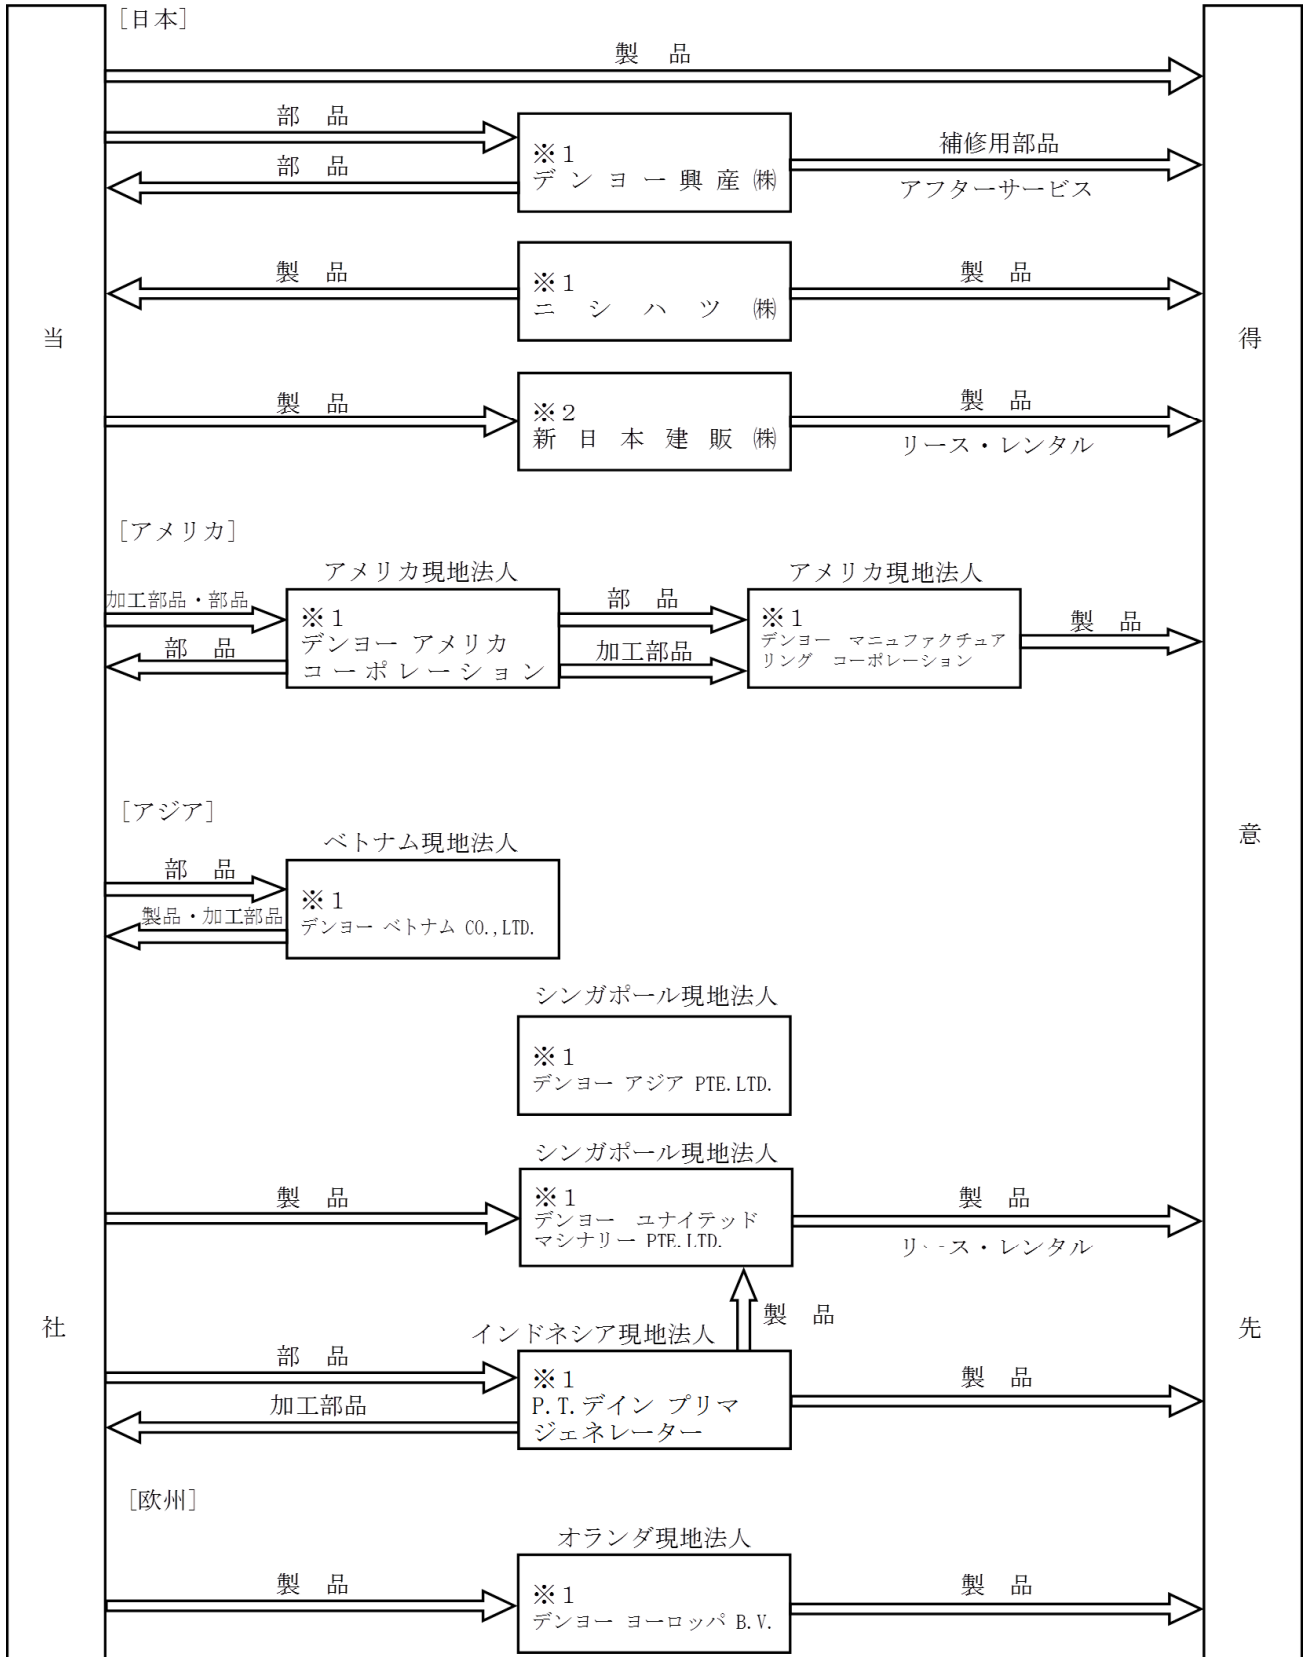 [日本]
製 品
部 品
部 品
※1
デンヨー興産㈱
補修用部品
アフターサービス
製 品
※1
ニシハツ㈱
製 品
製 品
※2
新日本建販㈱
製 品
リース・レンタル
当
社
得
意
先
[アメリカ]
アメリカ現地法人
アメリカ現地法人
加工部品・部品
部 品
※1
デンヨー アメリカ
コーポレーション
部 品
加工部品
※1
デンヨー マニュファクチュア
リング コーポレーション
製 品
[アジア]
ベトナム現地法人
部 品
製品・加工部品
※1
デンヨー ベトナム CO.,LTD.
シンガポール現地法人
※1
デンヨー アジア PTE.LTD.
シンガポール現地法人
製 品
※1
デンヨー ユナイテッド
マシナリー PTE.LTD.
製 品
リース・レンタル
製 品
インドネシア現地法人
部 品
加工部品
※1
P.T.デイン プリマ
ジェネレーター
製 品
[欧州]
オランダ現地法人
製 品
※1
デンヨー ヨーロッパ B.V.
製 品